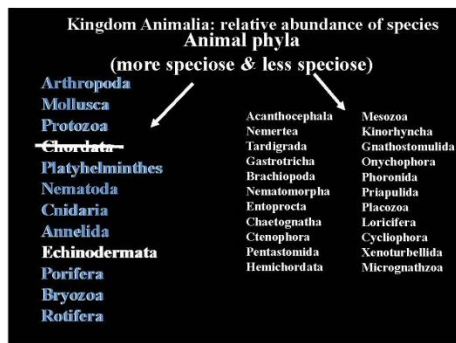 Kingdom Animalia: relative abundance of species
Animal phyla
(more speciose & less speciose)
Arthropoda
Mollusca
Protozoa
Chordata
Platyhelminthes
Nematoda
Cnidaria
Annelida
Echinodermata
Porifera
Bryozoa
Rotifera
Acanthocephala
Nemertea
Tardigrada
Gastrotricha
Brachiopoda
Nematomorpha
Entoprocta
Chaetognatha
Ctenophora
Pentastomida
Hemichordata
Mesozoa
Kinorhyncha
Gnathostomulida
Onychophora
Phoronida
Priapulida
Placozoa
Loricifera
Cycliophora
Xenoturbellida
Micrognathzoa